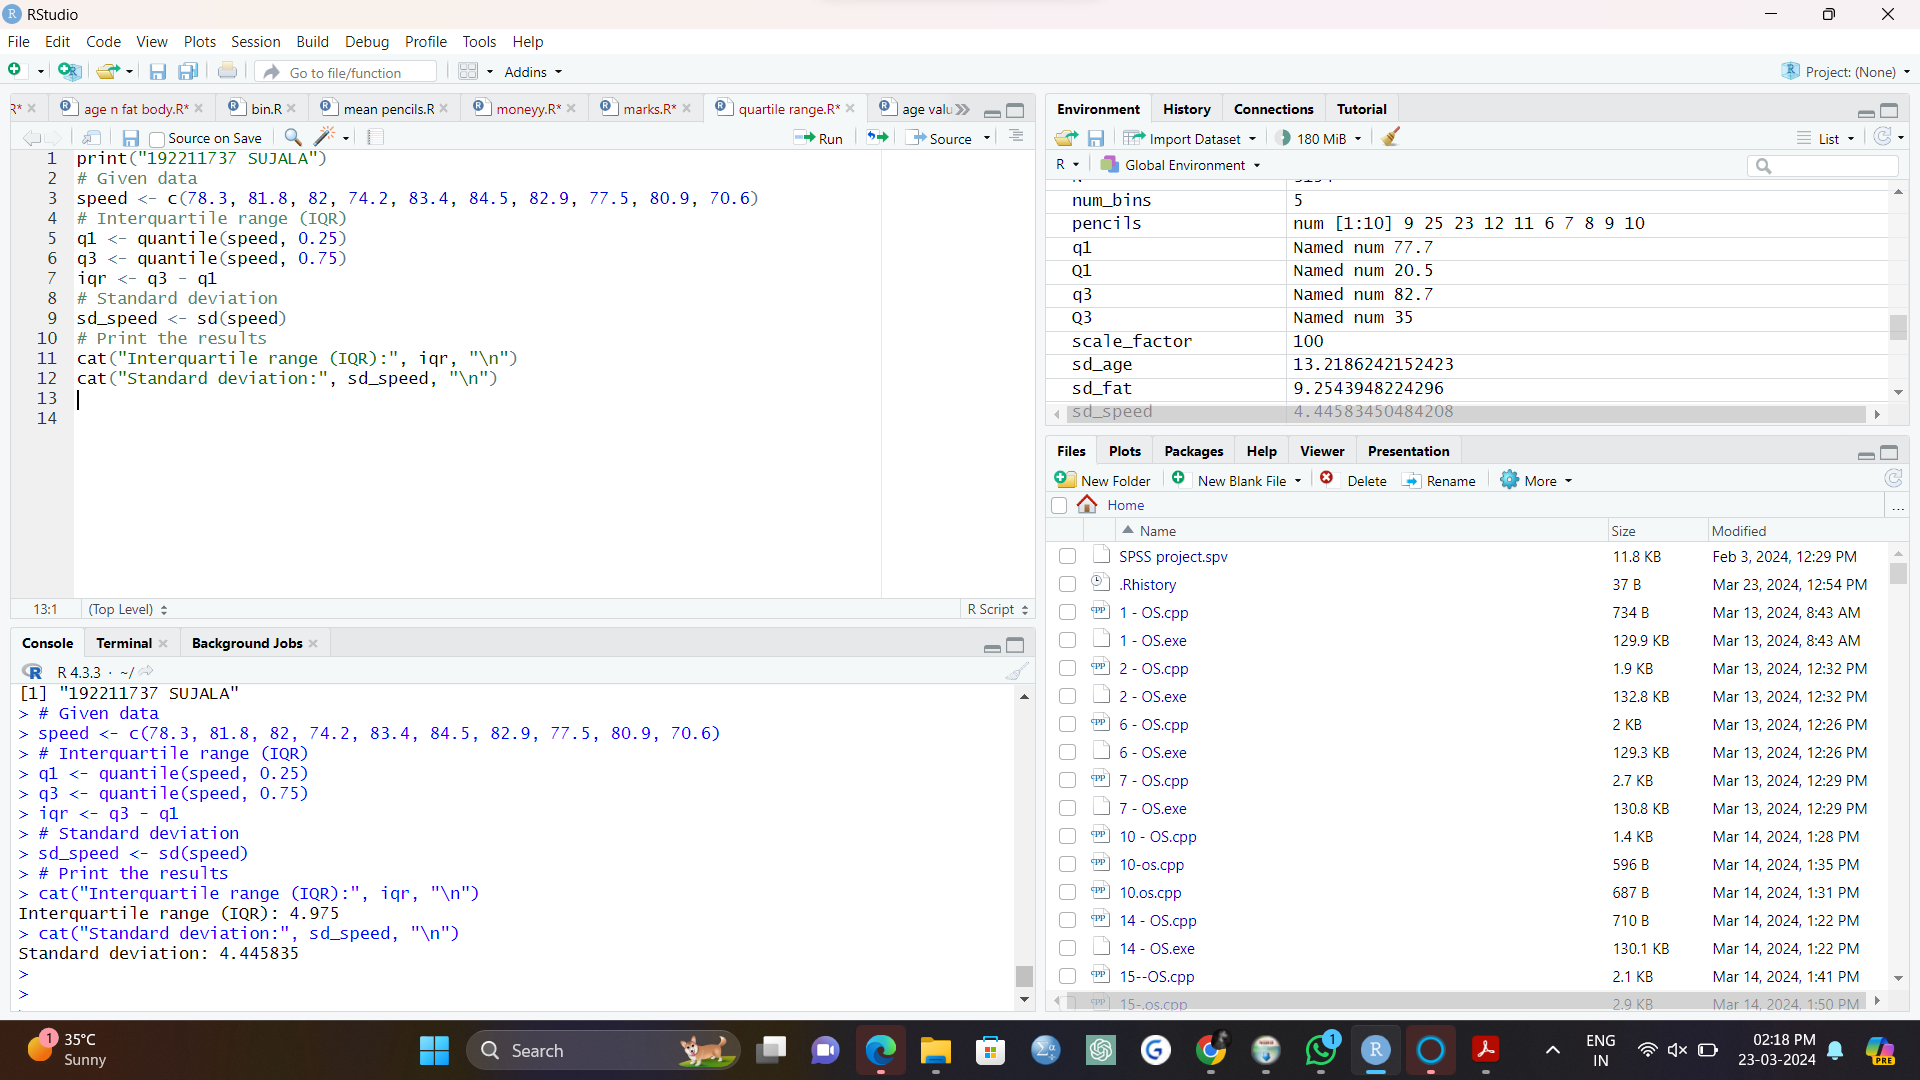 RStudio
File Edit Code View Plots Session Build Debug Profile Tools Help
Go to file/function Addins Project: (None)
R* age n fat body.R* bin.R mean pencils.R moneyy.R* marks.R* quartile range.R* age valu
Source on Save Run Source
1 print("192211737 SUJALA")
2 # Given data
3 speed <- c(78.3, 81.8, 82, 74.2, 83.4, 84.5, 82.9, 77.5, 80.9, 70.6)
4 # Interquartile range (IQR)
5 q1 <- quantile(speed, 0.25)
6 q3 <- quantile(speed, 0.75)
7 iqr <- q3 - q1
8 # Standard deviation
9 sd_speed <- sd(speed)
10 # Print the results
11 cat("Interquartile range (IQR):", iqr, "\n")
12 cat("Standard deviation:", sd_speed, "\n")
13
14
13:1 (Top Level) R Script
Console Terminal Background Jobs
R 4.3.3 · ~/
[1] "192211737 SUJALA"
> # Given data
> speed <- c(78.3, 81.8, 82, 74.2, 83.4, 84.5, 82.9, 77.5, 80.9, 70.6)
> # Interquartile range (IQR)
> q1 <- quantile(speed, 0.25)
> q3 <- quantile(speed, 0.75)
> iqr <- q3 - q1
> # Standard deviation
> sd_speed <- sd(speed)
> # Print the results
> cat("Interquartile range (IQR):", iqr, "\n")
Interquartile range (IQR): 4.975
> cat("Standard deviation:", sd_speed, "\n")
Standard deviation: 4.445835
>
>
Environment History Connections Tutorial
Import Dataset 180 MiB List
R Global Environment
num_bins 5
pencils num [1:10] 9 25 23 12 11 6 7 8 9 10
q1 Named num 77.7
Q1 Named num 20.5
q3 Named num 82.7
Q3 Named num 35
scale_factor 100
sd_age 13.2186242152423
sd_fat 9.2543948224296
sd_speed 4.44583450484208
Files Plots Packages Help Viewer Presentation
New Folder New Blank File Delete Rename More
Home ...
Name Size Modified
SPSS project.spv 11.8 KB Feb 3, 2024, 12:29 PM
.Rhistory 37 B Mar 23, 2024, 12:54 PM
1 - OS.cpp 734 B Mar 13, 2024, 8:43 AM
1 - OS.exe 129.9 KB Mar 13, 2024, 8:43 AM
2 - OS.cpp 1.9 KB Mar 13, 2024, 12:32 PM
2 - OS.exe 132.8 KB Mar 13, 2024, 12:32 PM
6 - OS.cpp 2 KB Mar 13, 2024, 12:26 PM
6 - OS.exe 129.3 KB Mar 13, 2024, 12:26 PM
7 - OS.cpp 2.7 KB Mar 13, 2024, 12:29 PM
7 - OS.exe 130.8 KB Mar 13, 2024, 12:29 PM
10 - OS.cpp 1.4 KB Mar 14, 2024, 1:28 PM
10-os.cpp 596 B Mar 14, 2024, 1:35 PM
10.os.cpp 687 B Mar 14, 2024, 1:31 PM
14 - OS.cpp 710 B Mar 14, 2024, 1:22 PM
14 - OS.exe 130.1 KB Mar 14, 2024, 1:22 PM
15--OS.cpp 2.1 KB Mar 14, 2024, 1:41 PM
15-.os.cpp 2.9 KB Mar 14, 2024, 1:50 PM
1 35°C
Sunny
Search
1
ENG
IN
02:18 PM
23-03-2024
PRE